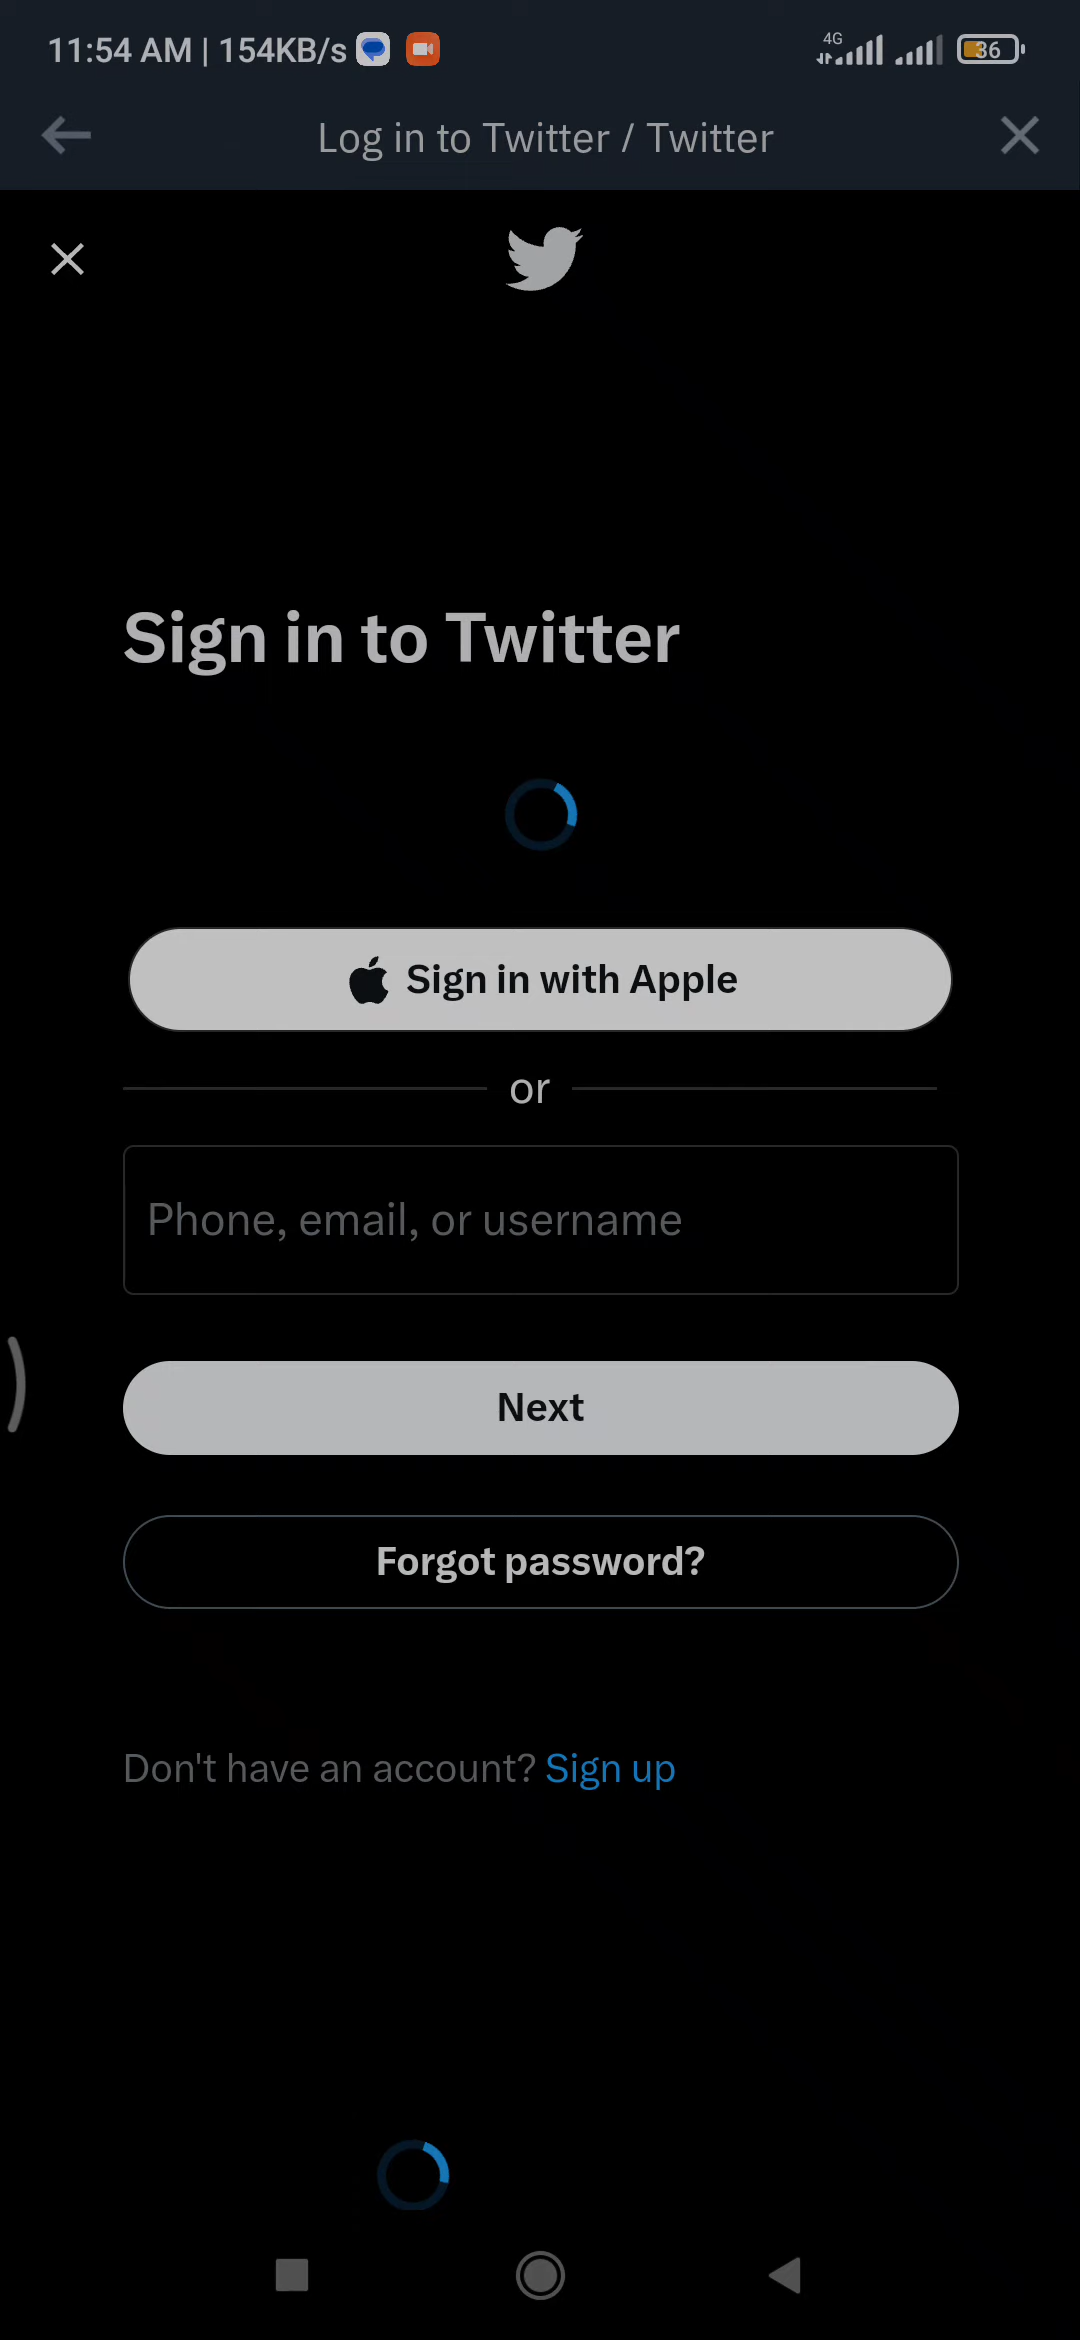 11:54 AM | 154KB/s 4G 36
Log in to Twitter / Twitter
Sign in to Twitter
Sign in with Apple
or
Phone, email, or username
Next
Forgot password?
Don't have an account? Sign up